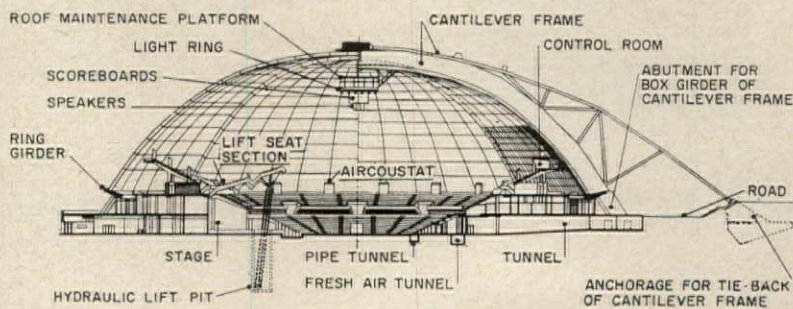 ROOF MAINTENANCE PLATFORM
LIGHT RING
SCOREBOARDS
SPEAKERS
RING
GIRDER
LIFT SEAT
SECTION
AIRCOUSTAT
CANTILEVER FRAME
CONTROL ROOM
ABUTMENT FOR
BOX GIRDER OF
CANTILEVER FRAME
ROAD
STAGE
PIPE TUNNEL
TUNNEL
FRESH AIR TUNNEL
HYDRAULIC LIFT PIT
ANCHORAGE FOR TIE-BACK
OF CANTILEVER FRAME